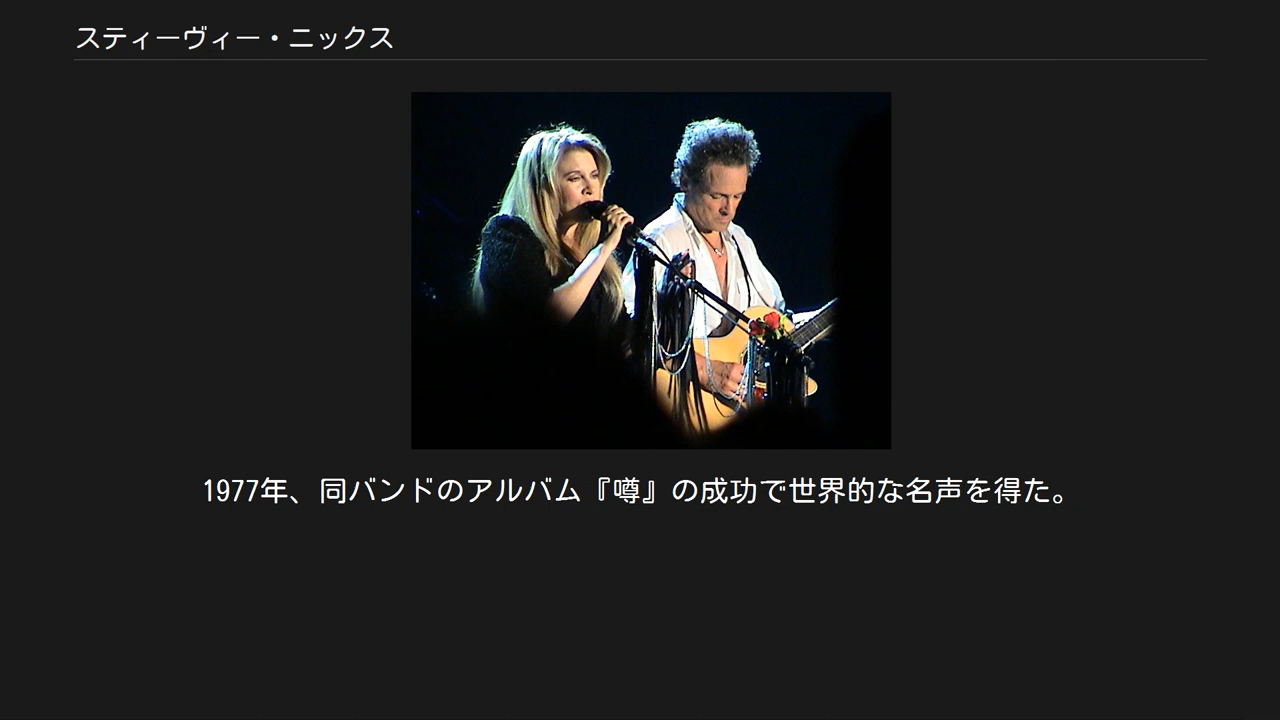 スティーヴィー・ニックス
1977年、同バンドのアルバム『噂』の成功で世界的な名声を得た。